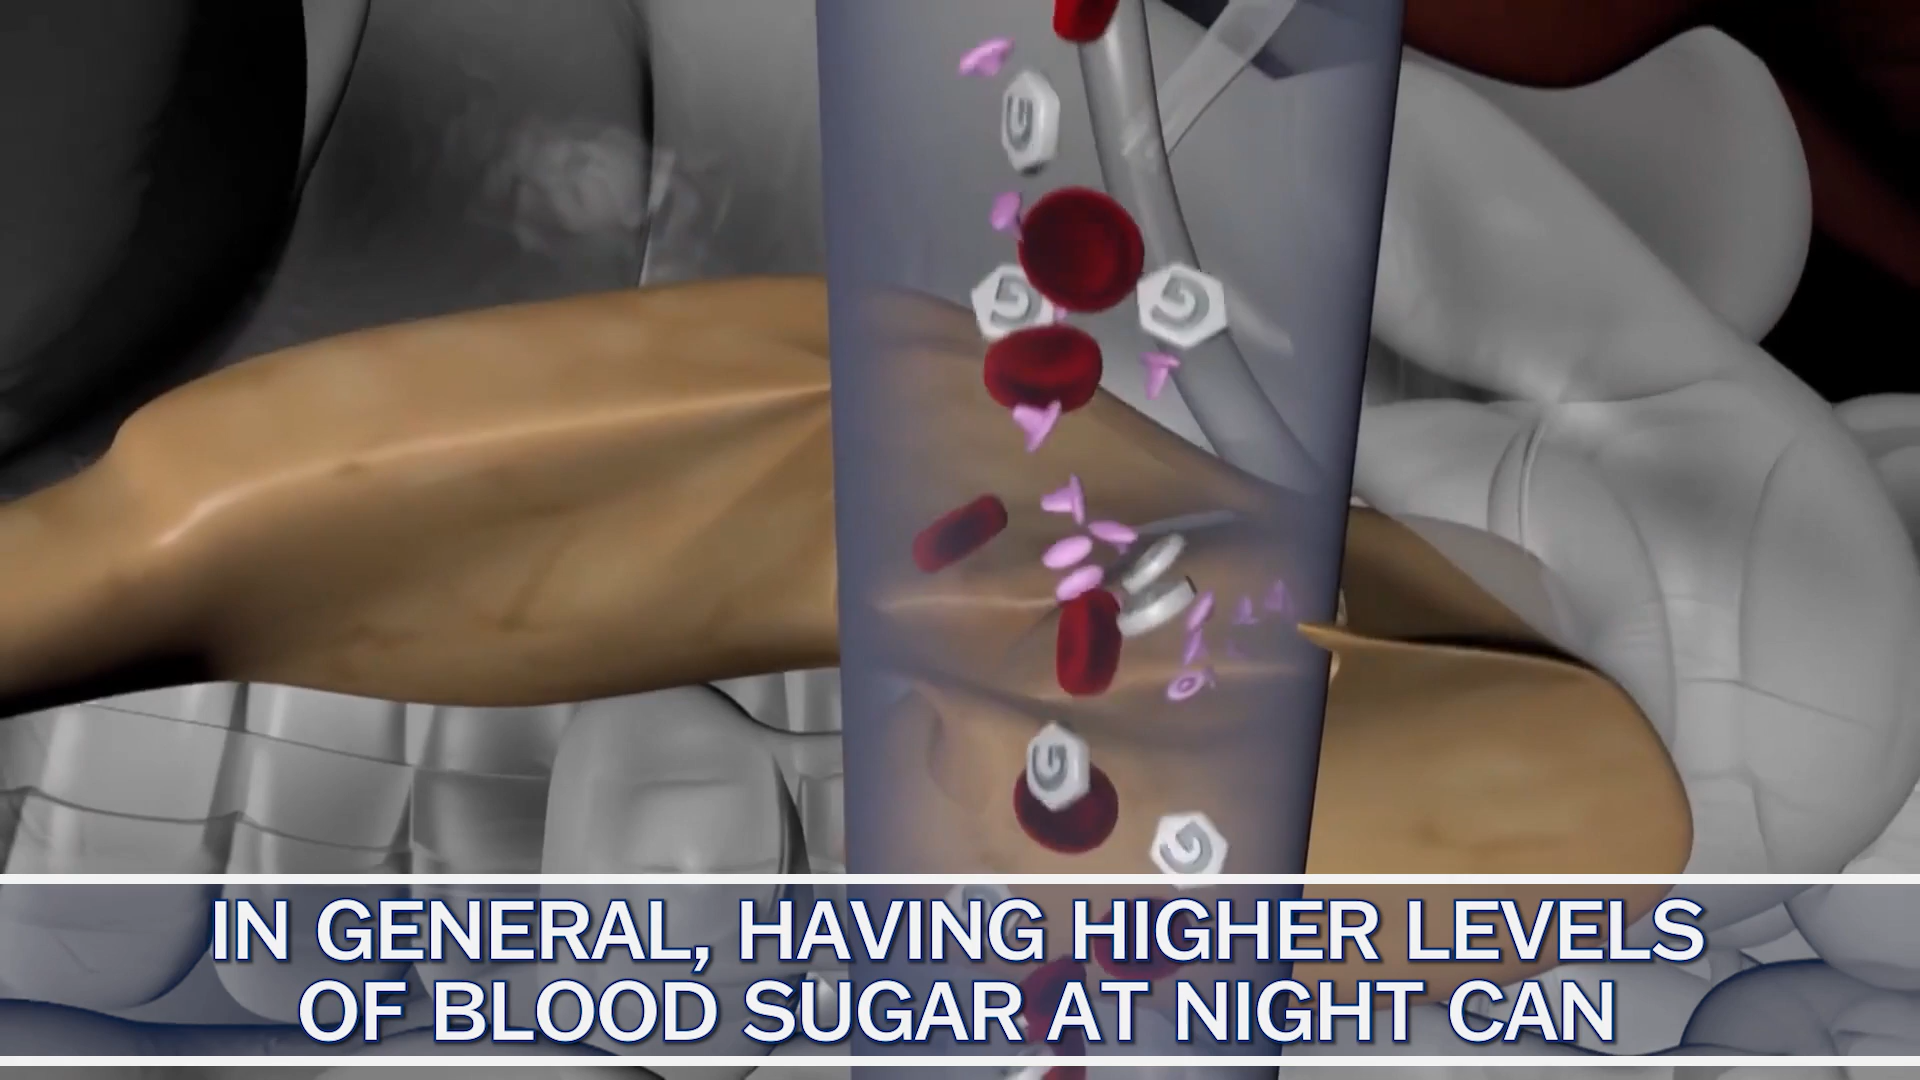 G
G
G
G
G
IN GENERAL, HAVING HIGHER LEVELS
OF BLOOD SUGAR AT NIGHT CAN